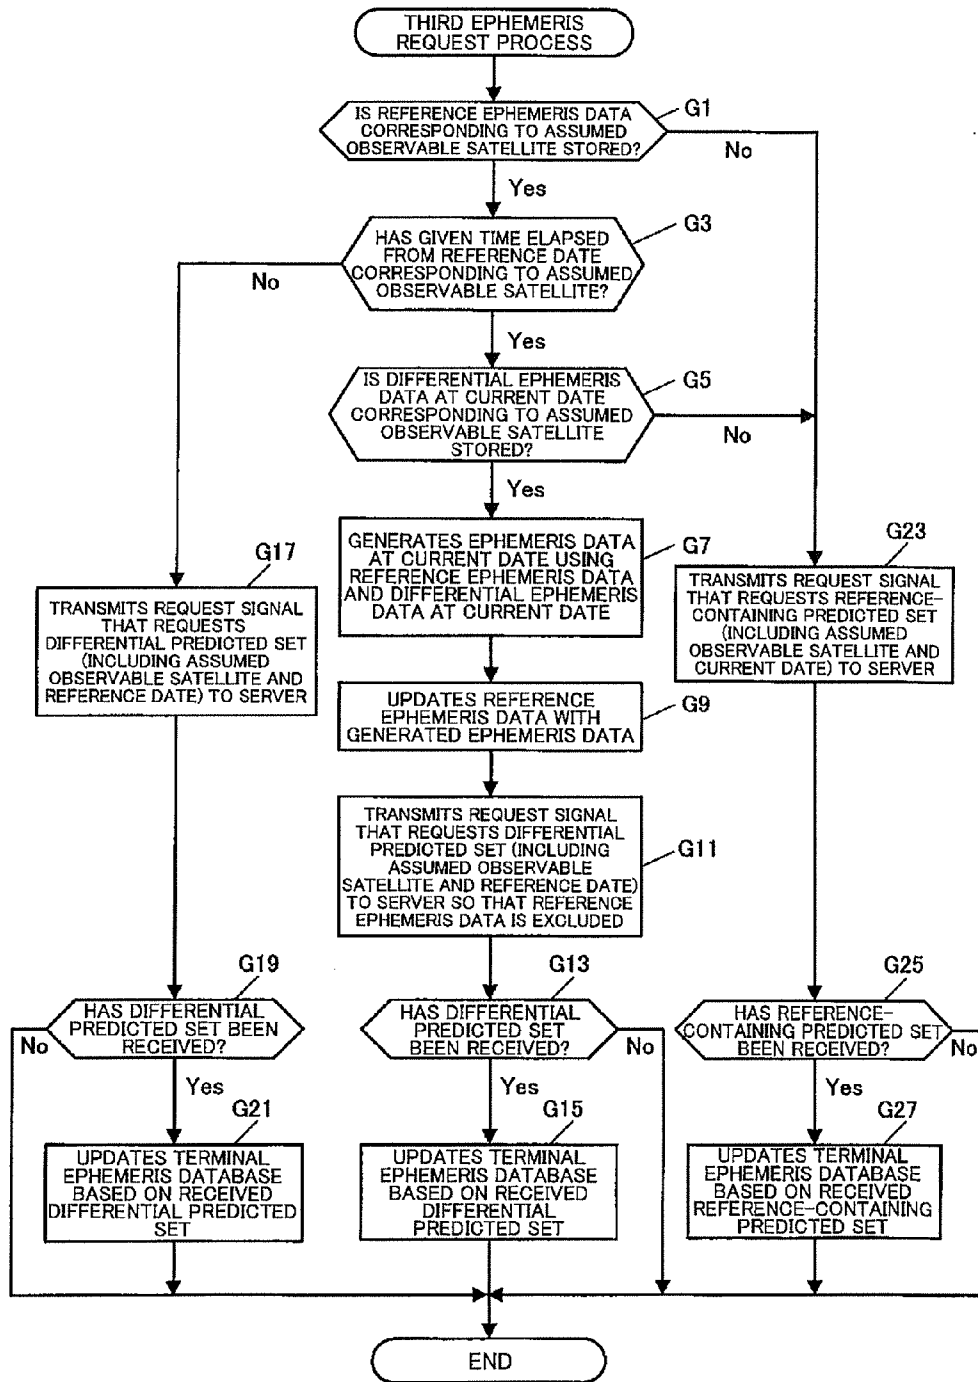 THIRD EPHEMERIS
REQUEST PROCESS
G1
IS REFERENCE EPHEMERIS DATA
CORRESPONDING TO ASSUMED
OBSERVABLE SATELLITE STORED?
No
Yes
G3
HAS GIVEN TIME ELAPSED
FROM REFERENCE DATE
CORRESPONDING TO ASSUMED
OBSERVABLE SATELLITE?
No
Yes
G5
IS DIFFERENTIAL EPHEMERIS
DATA AT CURRENT DATE
CORRESPONDING TO ASSUMED
OBSERVABLE SATELLITE
STORED?
No
Yes
G7
GENERATES EPHEMERIS DATA
AT CURRENT DATE USING
REFERENCE EPHEMERIS DATA
AND DIFFERENTIAL EPHEMERIS
DATA AT CURRENT DATE
G17
TRANSMITS REQUEST SIGNAL
THAT REQUESTS
DIFFERENTIAL PREDICTED SET
(INCLUDING ASSUMED
OBSERVABLE SATELLITE AND
REFERENCE DATE) TO SERVER
G23
TRANSMITS REQUEST SIGNAL
THAT REQUESTS REFERENCE-
CONTAINING PREDICTED SET
(INCLUDING ASSUMED
OBSERVABLE SATELLITE AND
CURRENT DATE) TO SERVER
G9
UPDATES REFERENCE
EPHEMERIS DATA WITH
GENERATED EPHEMERIS DATA
G11
TRANSMITS REQUEST SIGNAL
THAT REQUESTS DIFFERENTIAL
PREDICTED SET (INCLUDING
ASSUMED OBSERVABLE
SATELLITE AND REFERENCE DATE)
TO SERVER SO THAT REFERENCE
EPHEMERIS DATA IS EXCLUDED
G19
HAS DIFFERENTIAL
PREDICTED SET BEEN
RECEIVED?
No
Yes
G13
HAS DIFFERENTIAL
PREDICTED SET
BEEN RECEIVED?
No
Yes
G25
HAS REFERENCE-
CONTAINING PREDICTED SET
BEEN RECEIVED?
No
Yes
G21
UPDATES TERMINAL
EPHEMERIS DATABASE
BASED ON RECEIVED
DIFFERENTIAL PREDICTED
SET
G15
UPDATES TERMINAL
EPHEMERIS DATABASE
BASED ON RECEIVED
DIFFERENTIAL
PREDICTED SET
G27
UPDATES TERMINAL
EPHEMERIS DATABASE
BASED ON RECEIVED
REFERENCE-CONTAINING
PREDICTED SET
END